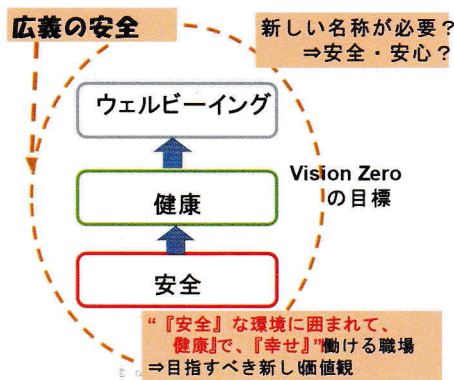 広義の安全
新しい名称が必要?
⇒安全・安心?
ウェルビーイング
健康
安全
Vision Zero
の目標
“『安全』な環境に囲まれて、
健康』で、『幸せ』”働ける職場
⇒目指すべき新しい価値観